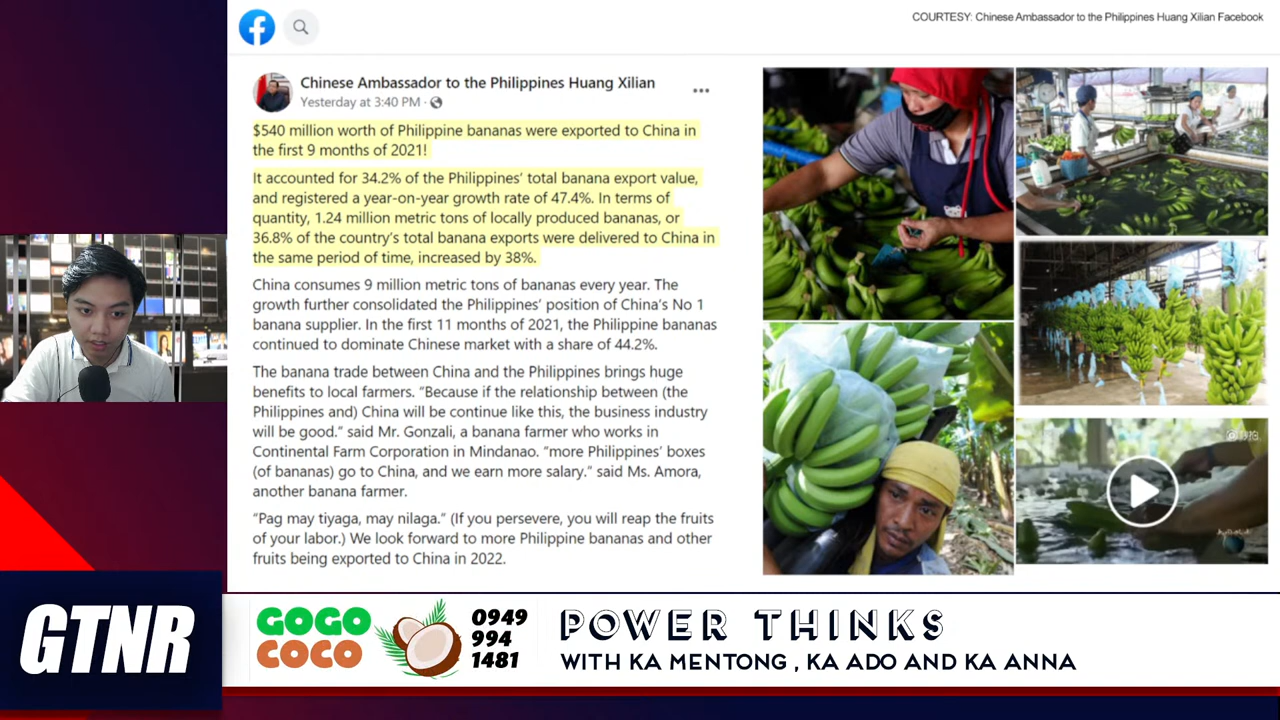 COURTESY: Chinese Ambassador to the Philippines Huang Xilian Facebook
Chinese Ambassador to the Philippines Huang Xilian
Yesterday at 3:40 PM ·
$540 million worth of Philippine bananas were exported to China in
the first 9 months of 2021!
It accounted for 34.2% of the Philippines’ total banana export value,
and registered a year-on-year growth rate of 47.4%. In terms of
quantity, 1.24 million metric tons of locally produced bananas, or
36.8% of the country’s total banana exports were delivered to China in
the same period of time, increased by 38%.
China consumes 9 million metric tons of bananas every year. The
growth further consolidated the Philippines’ position of China’s No 1
banana supplier. In the first 11 months of 2021, the Philippine bananas
continued to dominate Chinese market with a share of 44.2%.
The banana trade between China and the Philippines brings huge
benefits to local farmers. “Because if the relationship between (the
Philippines and) China will be continue like this, the business industry
will be good.” said Mr. Gonzali, a banana farmer who works in
Continental Farm Corporation in Mindanao. “more Philippines’ boxes
(of bananas) go to China, and we earn more salary.” said Ms. Amora,
another banana farmer.
“Pag may tiyaga, may nilaga.” (If you persevere, you will reap the fruits
of your labor.) We look forward to more Philippine bananas and other
fruits being exported to China in 2022.
GTNR
GOGO
COCO
0949
994
1481
POWER THINKS
WITH KA MENTONG , KA ADO AND KA ANNA